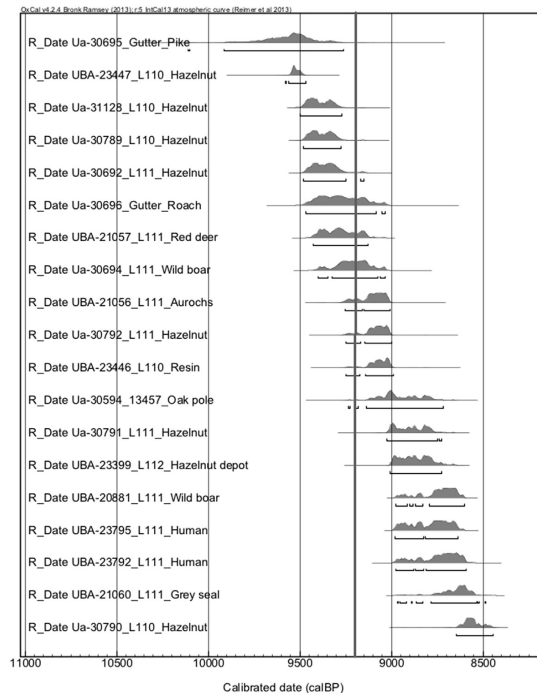 OxCal v4.2.4 Bronk Ramsey (2013); r:5 IntCal13 atmospheric curve (Reimer et al 2013)
R_Date Ua-30695_Gutter_Pike
R_Date UBA-23447_L110_Hazelnut
R_Date Ua-31128_L110_Hazelnut
R_Date Ua-30789_L110_Hazelnut
R_Date Ua-30692_L111_Hazelnut
R_Date Ua-30696_Gutter_Roach
R_Date UBA-21057_L111_Red deer
R_Date Ua-30694_L111_Wild boar
R_Date UBA-21056_L111_Aurochs
R_Date Ua-30792_L111_Hazelnut
R_Date UBA-23446_L110_Resin
R_Date Ua-30594_13457_Oak pole
R_Date Ua-30791_L111_Hazelnut
R_Date UBA-23399_L112_Hazelnut depot
R_Date UBA-20881_L111_Wild boar
R_Date UBA-23795_L111_Human
R_Date UBA-23792_L111_Human
R_Date UBA-21060_L111_Grey seal
R_Date Ua-30790_L110_Hazelnut
11000 10500 10000 9500 9000 8500
Calibrated date (calBP)